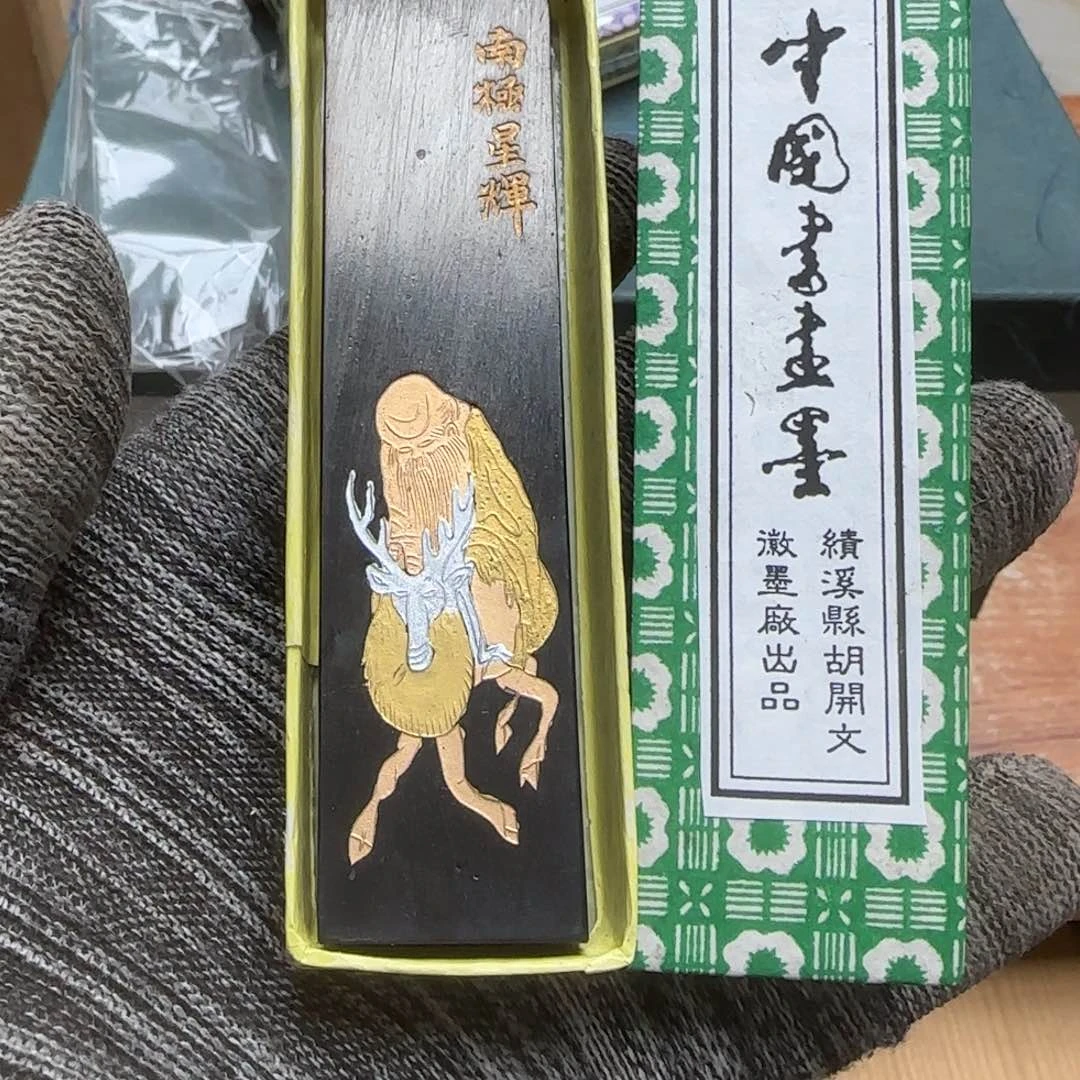 南極星輝
中國書畫墨
績溪縣胡開文
徽墨廠出品